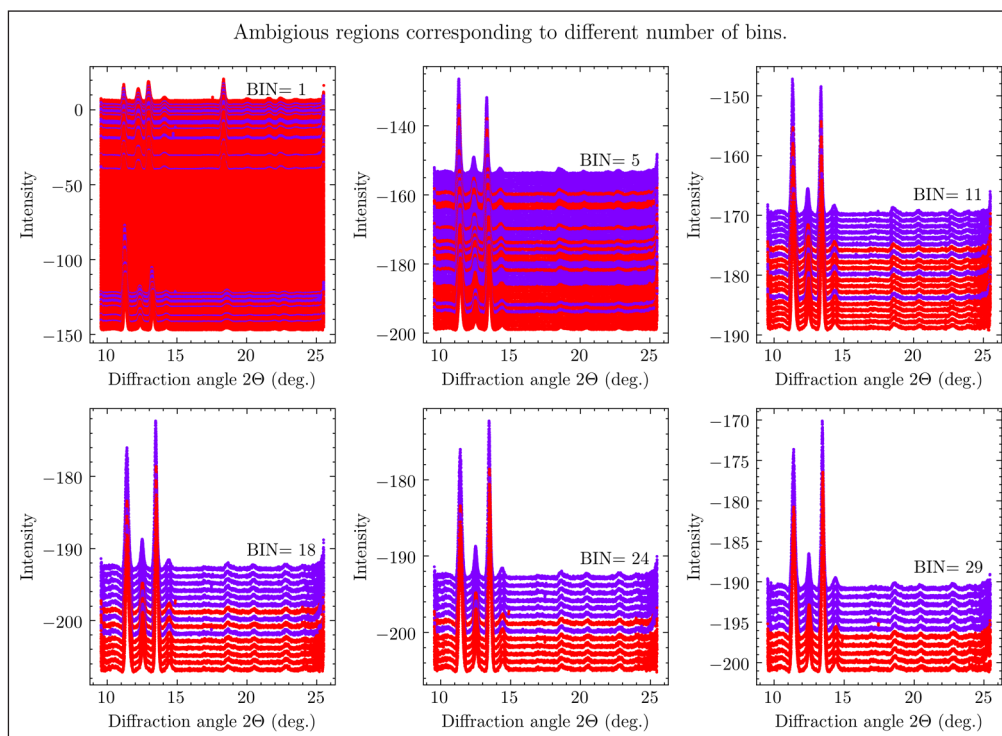 Ambigious regions corresponding to different number of bins.
BIN= 1
0
−50
−100
−150
Intensity
10 15 20 25
Diffraction angle 2Θ (deg.)
BIN= 5
−140
−160
−180
−200
Intensity
10 15 20 25
Diffraction angle 2Θ (deg.)
BIN= 11
−150
−160
−170
−180
−190
Intensity
10 15 20 25
Diffraction angle 2Θ (deg.)
BIN= 18
−180
−190
−200
Intensity
10 15 20 25
Diffraction angle 2Θ (deg.)
BIN= 24
−180
−190
−200
Intensity
10 15 20 25
Diffraction angle 2Θ (deg.)
BIN= 29
−170
−175
−180
−185
−190
−195
−200
Intensity
10 15 20 25
Diffraction angle 2Θ (deg.)